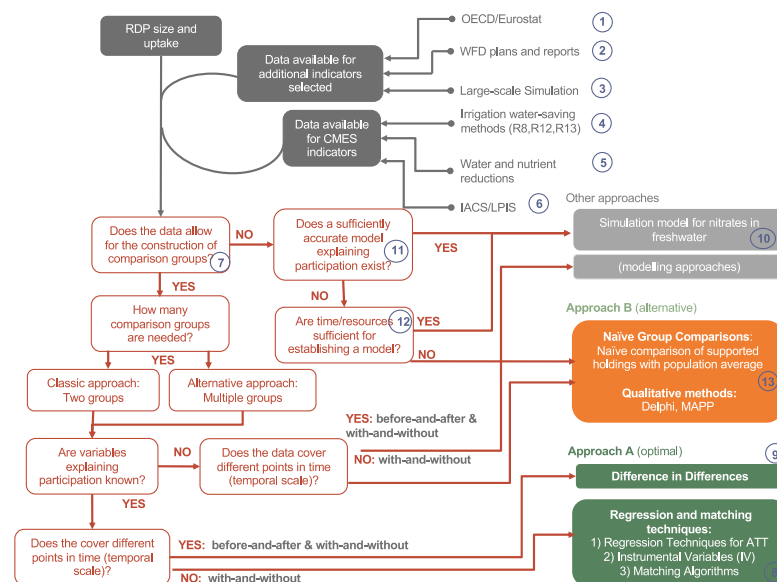 RDP size and
uptake
OECD/Eurostat
1
WFD plans and reports
2
Data available for
additional indicators
selected
Large-scale Simulation
3
Irrigation water-saving
methods (R8,R12,R13)
4
Data available
for CMES
indicators
Water and nutrient
reductions
5
IACS/LPIS
6
Other approaches
Does the data allow
for the construction of
comparison groups?
7
NO
Does a sufficiently
accurate model
explaining
participation exist?
11
YES
Simulation model for nitrates in
freshwater
10
(modelling approaches)
YES
NO
How many
comparison groups
are needed?
Are time/resources
sufficient for
establishing a model?
12
YES
NO
Approach B (alternative)
Naïve Group Comparisons:
Naïve comparison of supported
holdings with population average
13
Qualitative methods:
Delphi, MAPP
YES
Classic approach:
Two groups
Alternative approach:
Multiple groups
YES: before-and-after &
with-and-without
Are variables
explaining
participation known?
NO
Does the data cover
different points in time
(temporal scale)?
NO: with-and-without
Approach A (optimal)
9
Difference in Differences
YES
Does the cover different
points in time (temporal
scale)?
YES: before-and-after & with-and-without
NO: with-and-without
Regression and matching
techniques:
1) Regression Techniques for ATT
2) Instrumental Variables (IV)
3) Matching Algorithms
8